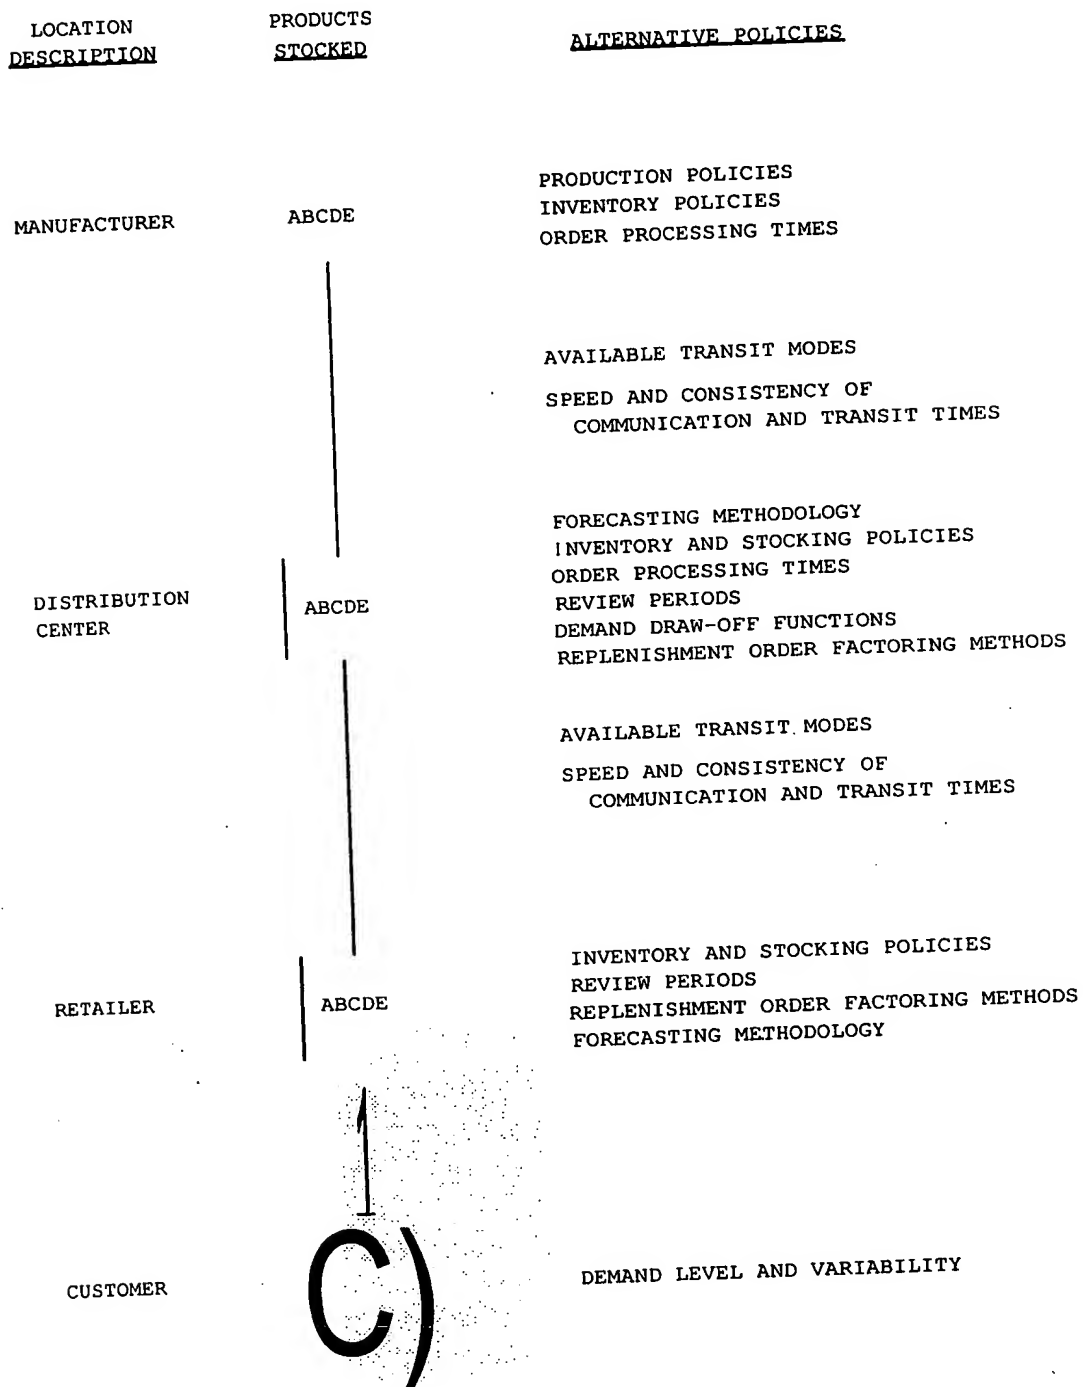 LOCATION
DESCRIPTION
PRODUCTS
STOCKED
ALTERNATIVE POLICIES
MANUFACTURER
ABCDE
PRODUCTION POLICIES
INVENTORY POLICIES
ORDER PROCESSING TIMES
AVAILABLE TRANSIT MODES
SPEED AND CONSISTENCY OF
COMMUNICATION AND TRANSIT TIMES
DISTRIBUTION
CENTER
ABCDE
FORECASTING METHODOLOGY
INVENTORY AND STOCKING POLICIES
ORDER PROCESSING TIMES
REVIEW PERIODS
DEMAND DRAW-OFF FUNCTIONS
REPLENISHMENT ORDER FACTORING METHODS
AVAILABLE TRANSIT MODES
SPEED AND CONSISTENCY OF
COMMUNICATION AND TRANSIT TIMES
RETAILER
ABCDE
INVENTORY AND STOCKING POLICIES
REVIEW PERIODS
REPLENISHMENT ORDER FACTORING METHODS
FORECASTING METHODOLOGY
CUSTOMER
C)
DEMAND LEVEL AND VARIABILITY